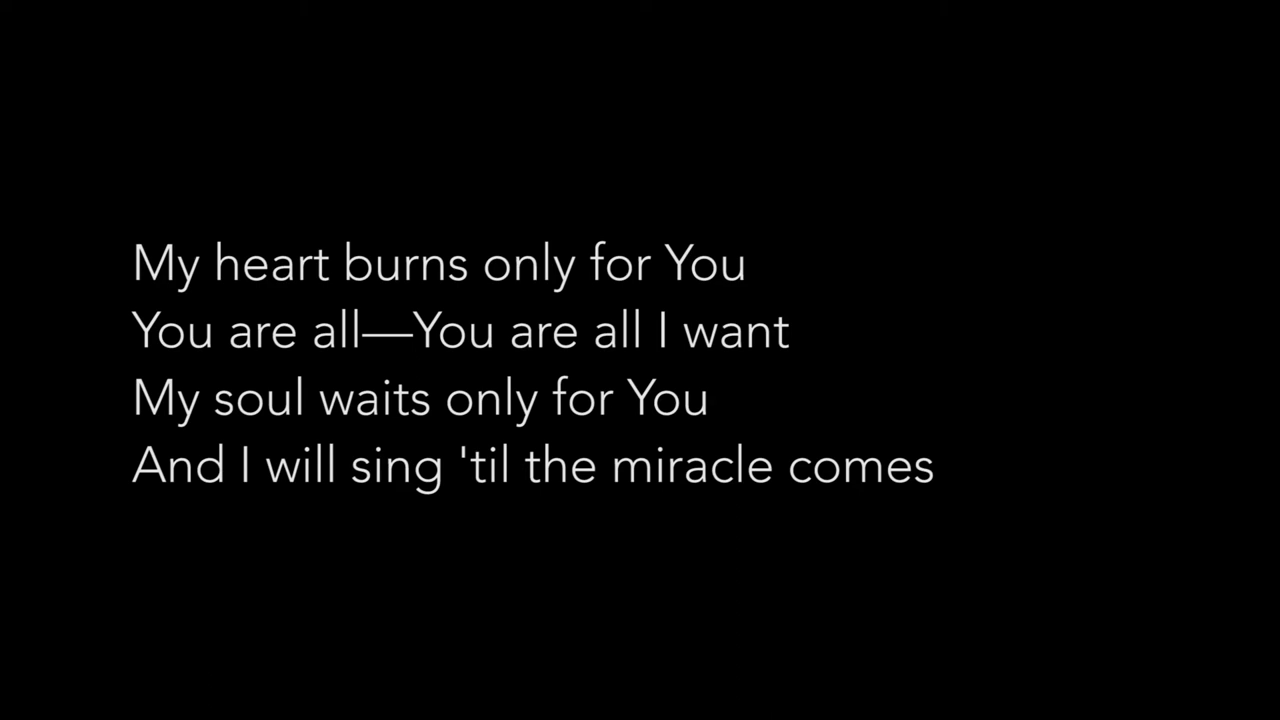 My heart burns only for You
You are all—You are all I want
My soul waits only for You
And I will sing 'til the miracle comes